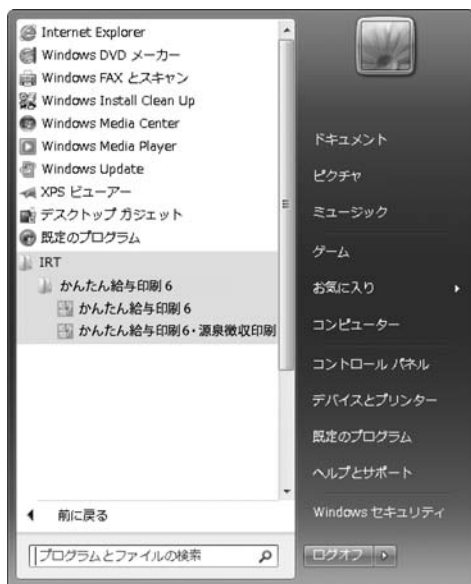 Internet Explorer
Windows DVD メーカー
Windows FAX とスキャン
Windows Install Clean Up
Windows Media Center
Windows Media Player
Windows Update
XPS ビューアー
デスクトップ ガジェット
既定のプログラム
IRT
かんたん給与印刷 6
かんたん給与印刷 6
かんたん給与印刷6・源泉徴収印刷
前に戻る
プログラムとファイルの検索
ドキュメント
ピクチャ
ミュージック
ゲーム
お気に入り
コンピューター
コントロール パネル
デバイスとプリンター
既定のプログラム
ヘルプとサポート
Windows セキュリティ
ログオフ